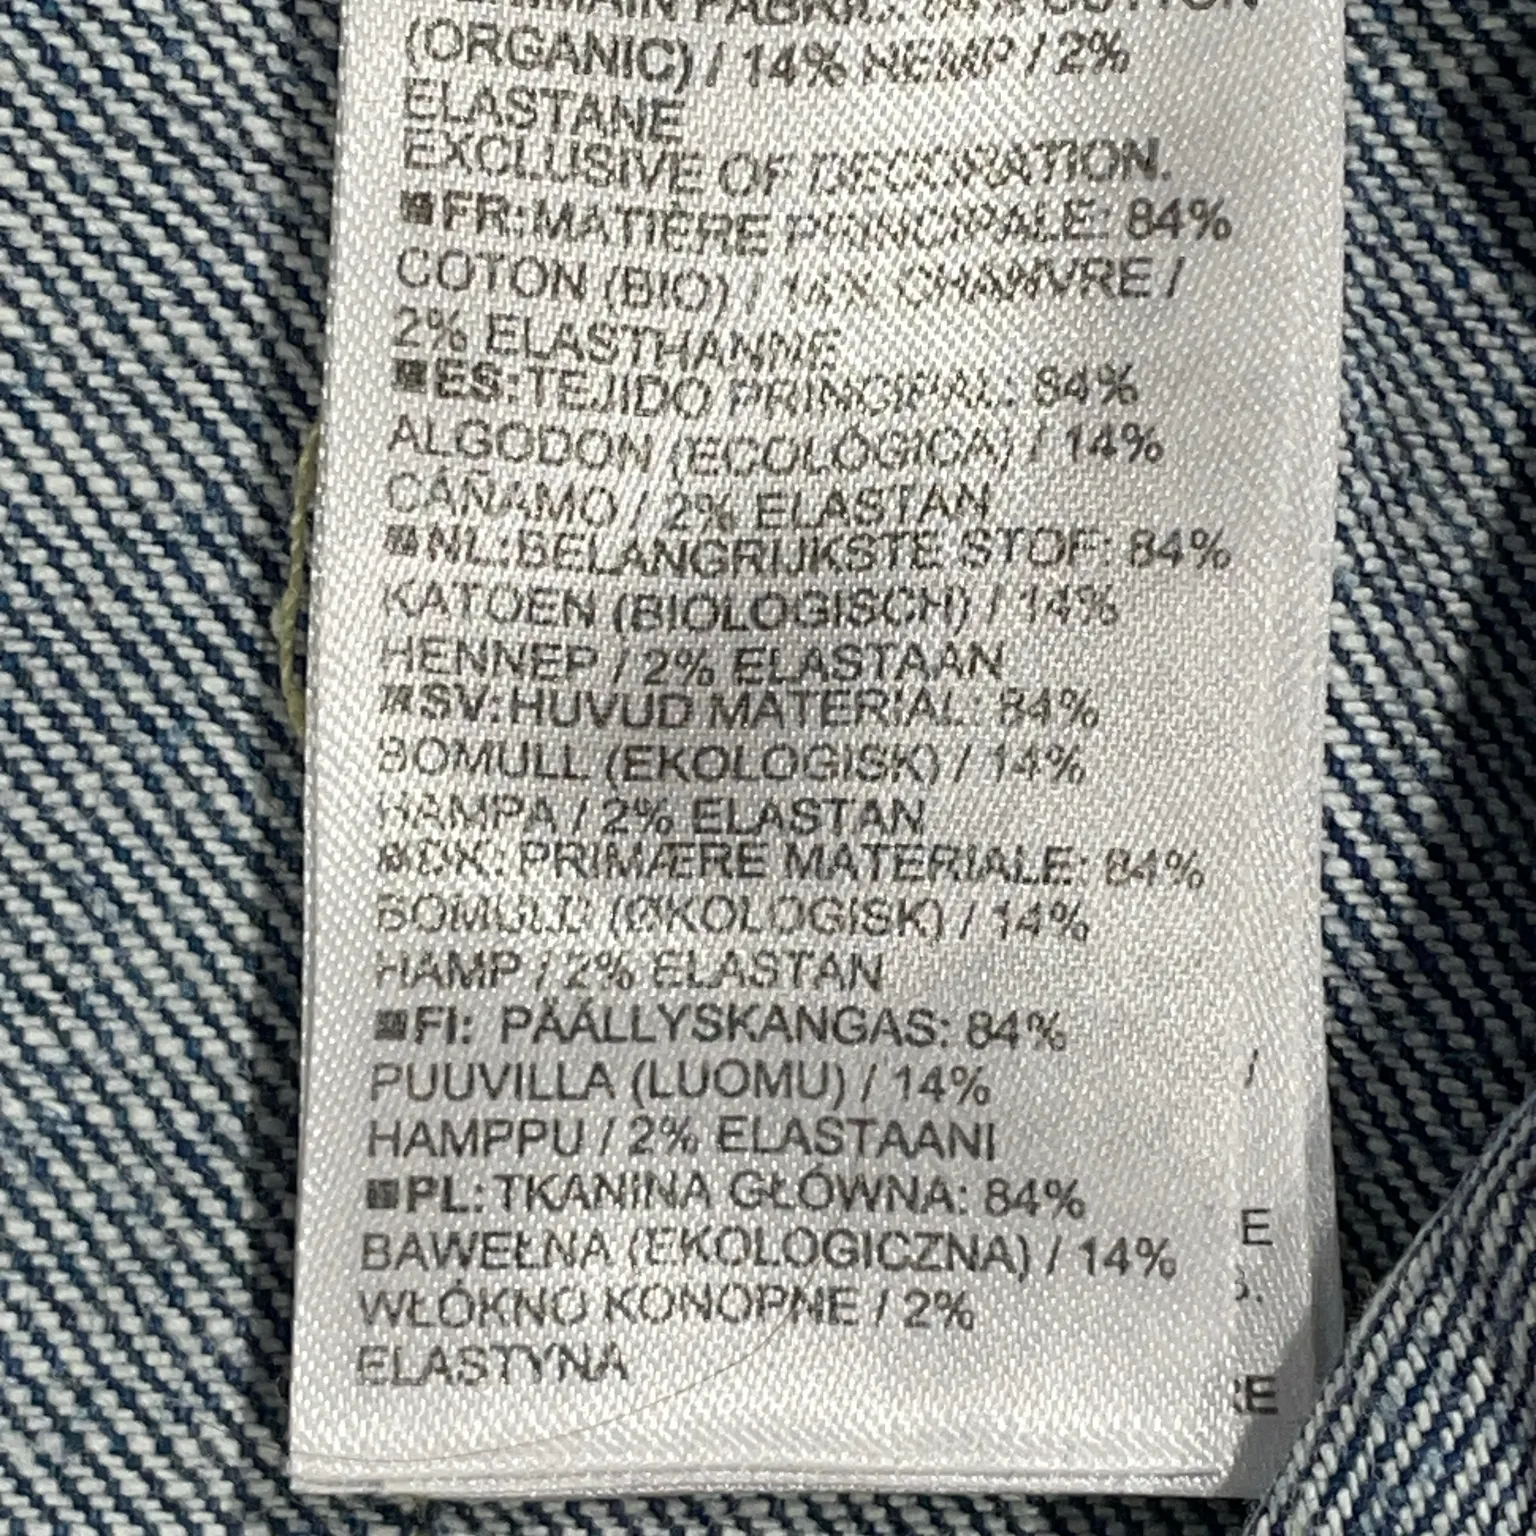 MAIN FABRIC: 84% COTTON
(ORGANIC) / 14% HEMP / 2%
ELASTANE
EXCLUSIVE OF DECORATION.
FR: MATIÈRE PRINCIPALE: 84%
COTON (BIO) / 14% CHANVRE /
2% ELASTHANNE
ES: TEJIDO PRINCIPAL: 84%
ALGODON (ECOLÓGICA) / 14%
CÁÑAMO / 2% ELASTAN
NL: BELANGRIJKSTE STOF: 84%
KATOEN (BIOLOGISCH) / 14%
HENNEP / 2% ELASTAAN
SV: HUVUD MATERIAL: 84%
BOMULL (EKOLOGISK) / 14%
HAMPA / 2% ELASTAN
DK: PRIMÆRE MATERIALE: 84%
BOMULD (ØKOLOGISK) / 14%
HAMP / 2% ELASTAN
FI: PÄÄLLYSKANGAS: 84%
PUUVILLA (LUOMU) / 14%
HAMPPU / 2% ELASTAANI
PL: TKANINA GŁÓWNA: 84%
BAWEŁNA (EKOLOGICZNA) / 14%
WŁÓKNO KONOPNE / 2%
ELASTYNA